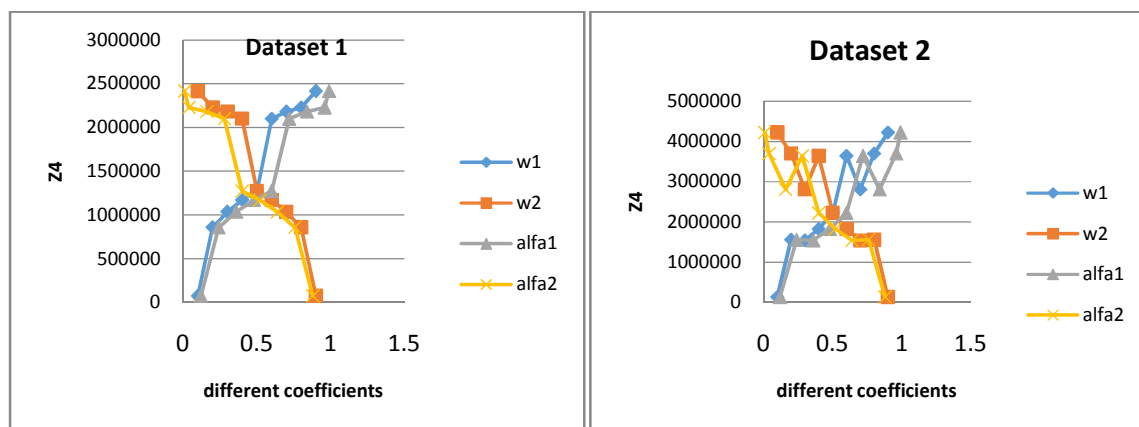 Dataset 1
3000000
2500000
2000000
1500000
1000000
500000
0
Z4
0 0.5 1 1.5
different coefficients
w1
w2
alfa1
alfa2
Dataset 2
5000000
4000000
3000000
2000000
1000000
0
Z4
0 0.5 1 1.5
different coefficients
w1
w2
alfa1
alfa2